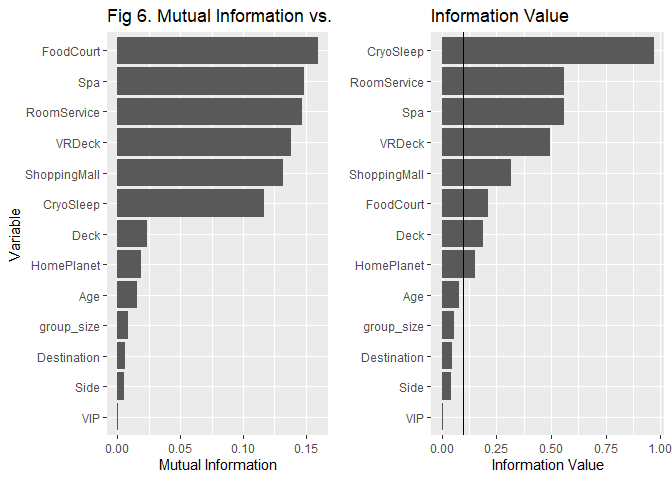 Fig 6. Mutual Information vs.
Variable
FoodCourt
Spa
RoomService
VRDeck
ShoppingMall
CryoSleep
Deck
HomePlanet
Age
group_size
Destination
Side
VIP
0.00 0.05 0.10 0.15
Mutual Information
Information Value
CryoSleep
RoomService
Spa
VRDeck
ShoppingMall
FoodCourt
Deck
HomePlanet
Age
group_size
Destination
Side
VIP
0.00 0.25 0.50 0.75 1.00
Information Value